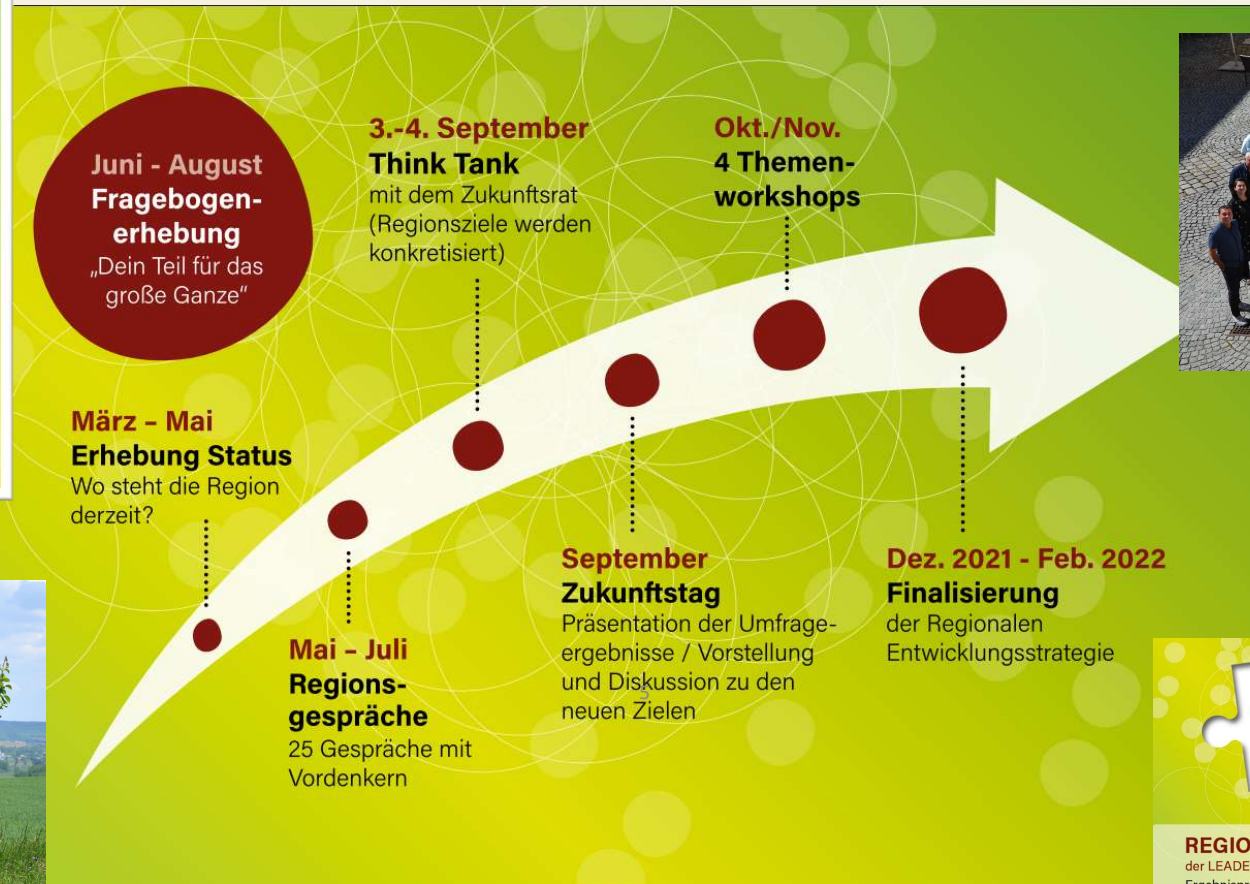 Juni - August
Fragebogen-
erhebung
„Dein Teil für das
große Ganze“
3.-4. September
Think Tank
mit dem Zukunftsrat
(Regionsziele werden
konkretisiert)
Okt./Nov.
4 Themen-
workshops
März – Mai
Erhebung Status
Wo steht die Region
derzeit?
Mai – Juli
Regions-
gespräche
25 Gespräche mit
Vordenkern
September
Zukunftstag
Präsentation der Umfrage-
ergebnisse / Vorstellung
und Diskussion zu den
neuen Zielen
5
Dez. 2021 - Feb. 2022
Finalisierung
der Regionalen
Entwicklungsstrategie
REGIO
der LEADE